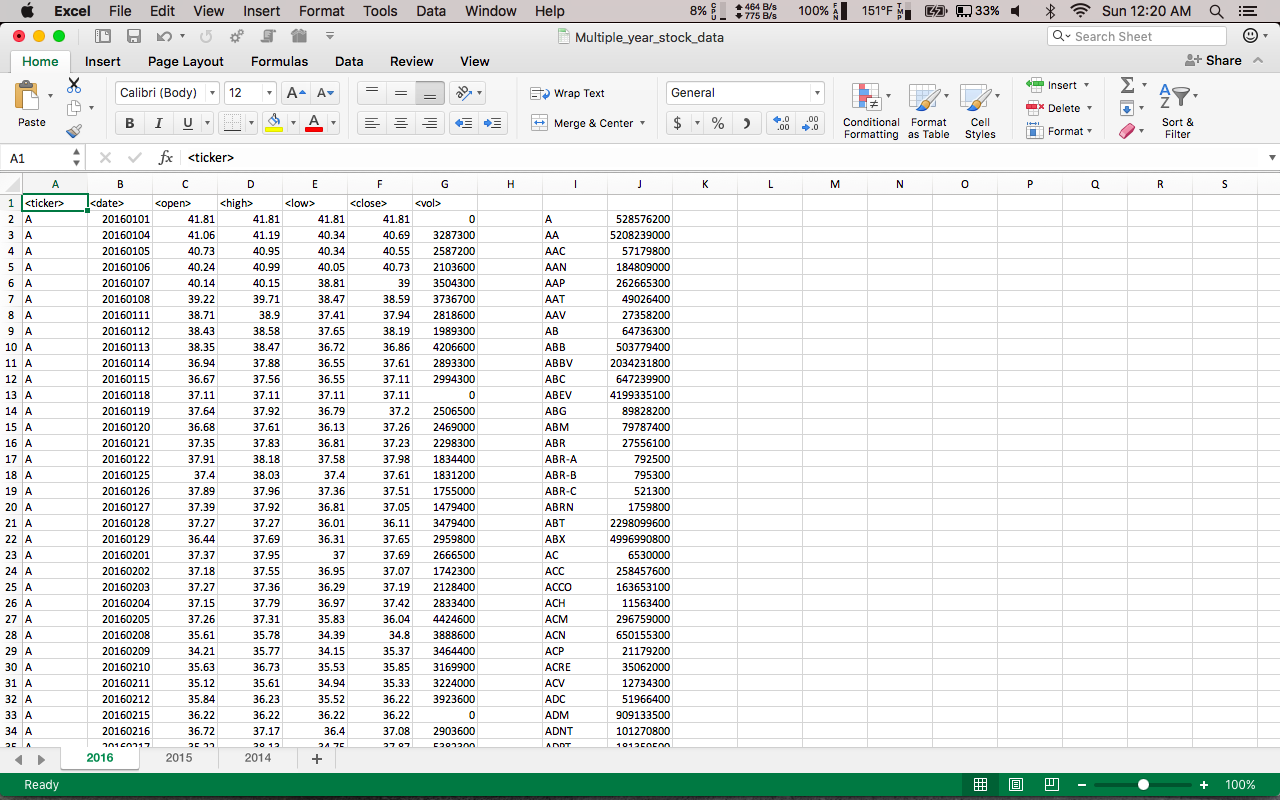 Excel File Edit View Insert Format Tools Data Window Help 8% 464 B/s 775 B/s 100% 151°F 33% Sun 12:20 AM
Multiple_year_stock_data Search Sheet
Home Insert Page Layout Formulas Data Review View Share
Paste Calibri (Body) 12 A A Wrap Text General Insert
B I U A Merge & Center $ % Conditional Formatting Format as Table Cell Styles Delete Format Sort & Filter
A1 fx <ticker>
A B C D E F G H I J K L M N O P Q R S
1 <ticker> <date> <open> <high> <low> <close> <vol>
2 A 20160101 41.81 41.81 41.81 41.81 0 A 528576200
3 A 20160104 41.06 41.19 40.34 40.69 3287300 AA 5208239000
4 A 20160105 40.73 40.95 40.34 40.55 2587200 AAC 57179800
5 A 20160106 40.24 40.99 40.05 40.73 2103600 AAN 184809000
6 A 20160107 40.14 40.15 38.81 39 3504300 AAP 262665300
7 A 20160108 39.22 39.71 38.47 38.59 3736700 AAT 49026400
8 A 20160111 38.71 38.9 37.41 37.94 2818600 AAV 27358200
9 A 20160112 38.43 38.58 37.65 38.19 1989300 AB 64736300
10 A 20160113 38.35 38.47 36.72 36.86 4206600 ABB 503779400
11 A 20160114 36.94 37.88 36.55 37.61 2893300 ABBV 2034231800
12 A 20160115 36.67 37.56 36.55 37.11 2994300 ABC 647239900
13 A 20160118 37.11 37.11 37.11 37.11 0 ABEV 4199335100
14 A 20160119 37.64 37.92 36.79 37.2 2506500 ABG 89828200
15 A 20160120 36.68 37.61 36.13 37.26 2469000 ABM 79787400
16 A 20160121 37.35 37.83 36.81 37.23 2298300 ABR 27556100
17 A 20160122 37.91 38.18 37.58 37.98 1834400 ABR-A 792500
18 A 20160125 37.4 38.03 37.4 37.61 1831200 ABR-B 795300
19 A 20160126 37.89 37.96 37.36 37.51 1755000 ABR-C 521300
20 A 20160127 37.39 37.92 36.81 37.05 1479400 ABRN 1759800
21 A 20160128 37.27 37.27 36.01 36.11 3479400 ABT 2298099600
22 A 20160129 36.44 37.69 36.31 37.65 2959800 ABX 4996990800
23 A 20160201 37.37 37.95 37 37.69 2666500 AC 6530000
24 A 20160202 37.18 37.55 36.95 37.07 1742300 ACC 258457600
25 A 20160203 37.27 37.36 36.29 37.19 2128400 ACCO 163653100
26 A 20160204 37.15 37.79 36.97 37.42 2833400 ACH 11563400
27 A 20160205 37.26 37.31 35.83 36.04 4424600 ACM 296759000
28 A 20160208 35.61 35.78 34.39 34.8 3888600 ACN 650155300
29 A 20160209 34.21 35.77 34.15 35.37 3464400 ACP 21179200
30 A 20160210 35.63 36.73 35.53 35.85 3169900 ACRE 35062000
31 A 20160211 35.12 35.61 34.94 35.33 3224000 ACV 12734300
32 A 20160212 35.84 36.23 35.52 36.22 3923600 ADC 51966400
33 A 20160215 36.22 36.22 36.22 36.22 0 ADM 909133500
34 A 20160216 36.72 37.17 36.4 37.08 2903600 ADNT 101270800
2016 2015 2014 +
Ready 100%